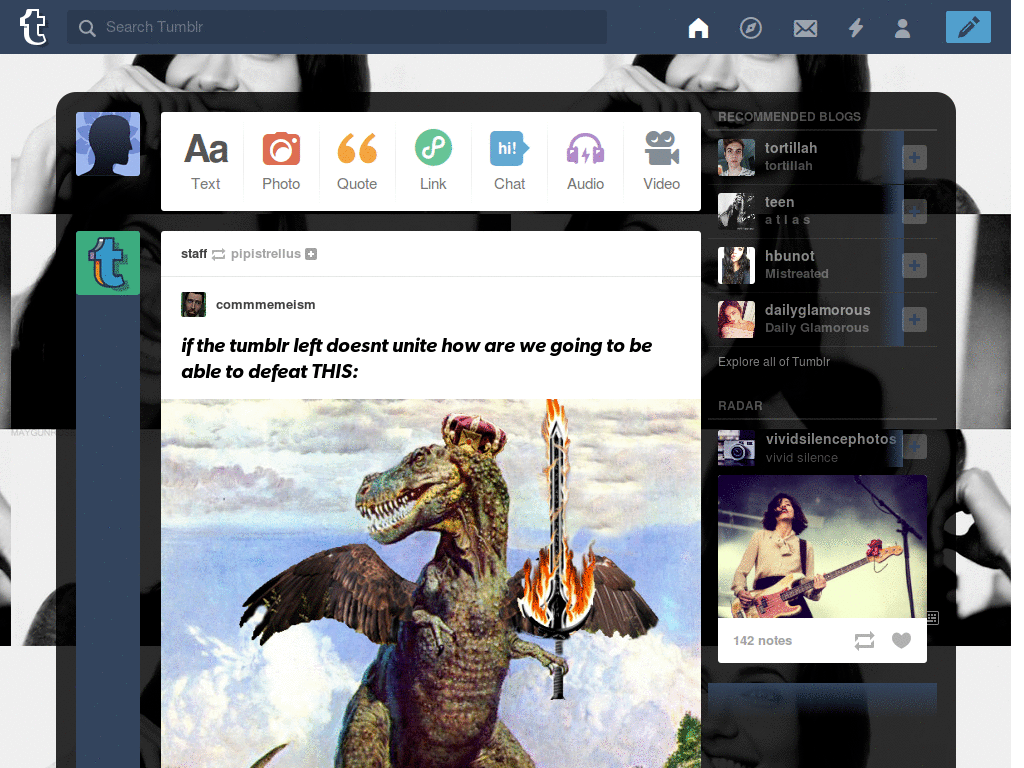 t
Search Tumblr
Aa
hi!
Text
Photo
Quote
Link
Chat
Audio
Video
staff pipistrellus
commmemeism
if the tumblr left doesnt unite how are we going to be
able to defeat THIS:
RECOMMENDED BLOGS
tortillah
tortillah
teen
a t l a s
hbunot
Mistreated
dailyglamorous
Daily Glamorous
Explore all of Tumblr
RADAR
vividsilencephotos
vivid silence
142 notes